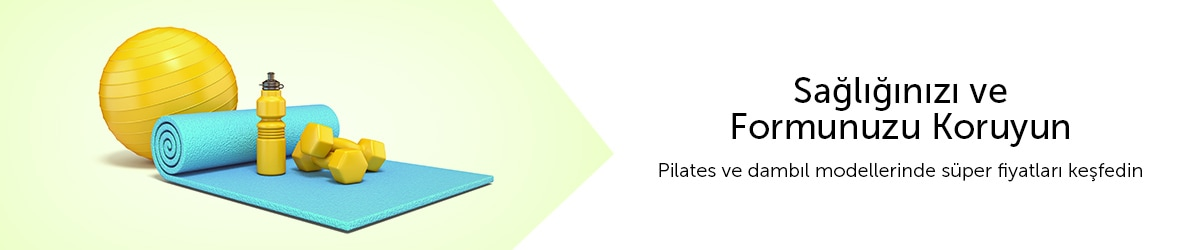 Sağlığınızı ve
Formunuzu Koruyun
Pilates ve dambıl modellerinde süper fiyatları keşfedin